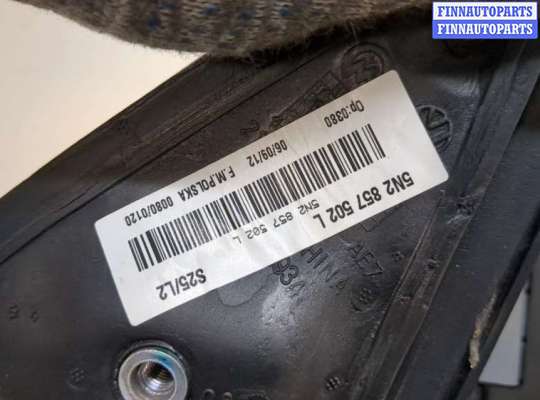 FINNAUTOPARTS
FINNAUTOPARTS
5N2 857 502 L
5N2 857 502 L
06/09/12 F.M.POLSKA 0080/0120
Op:0380
S25/L2